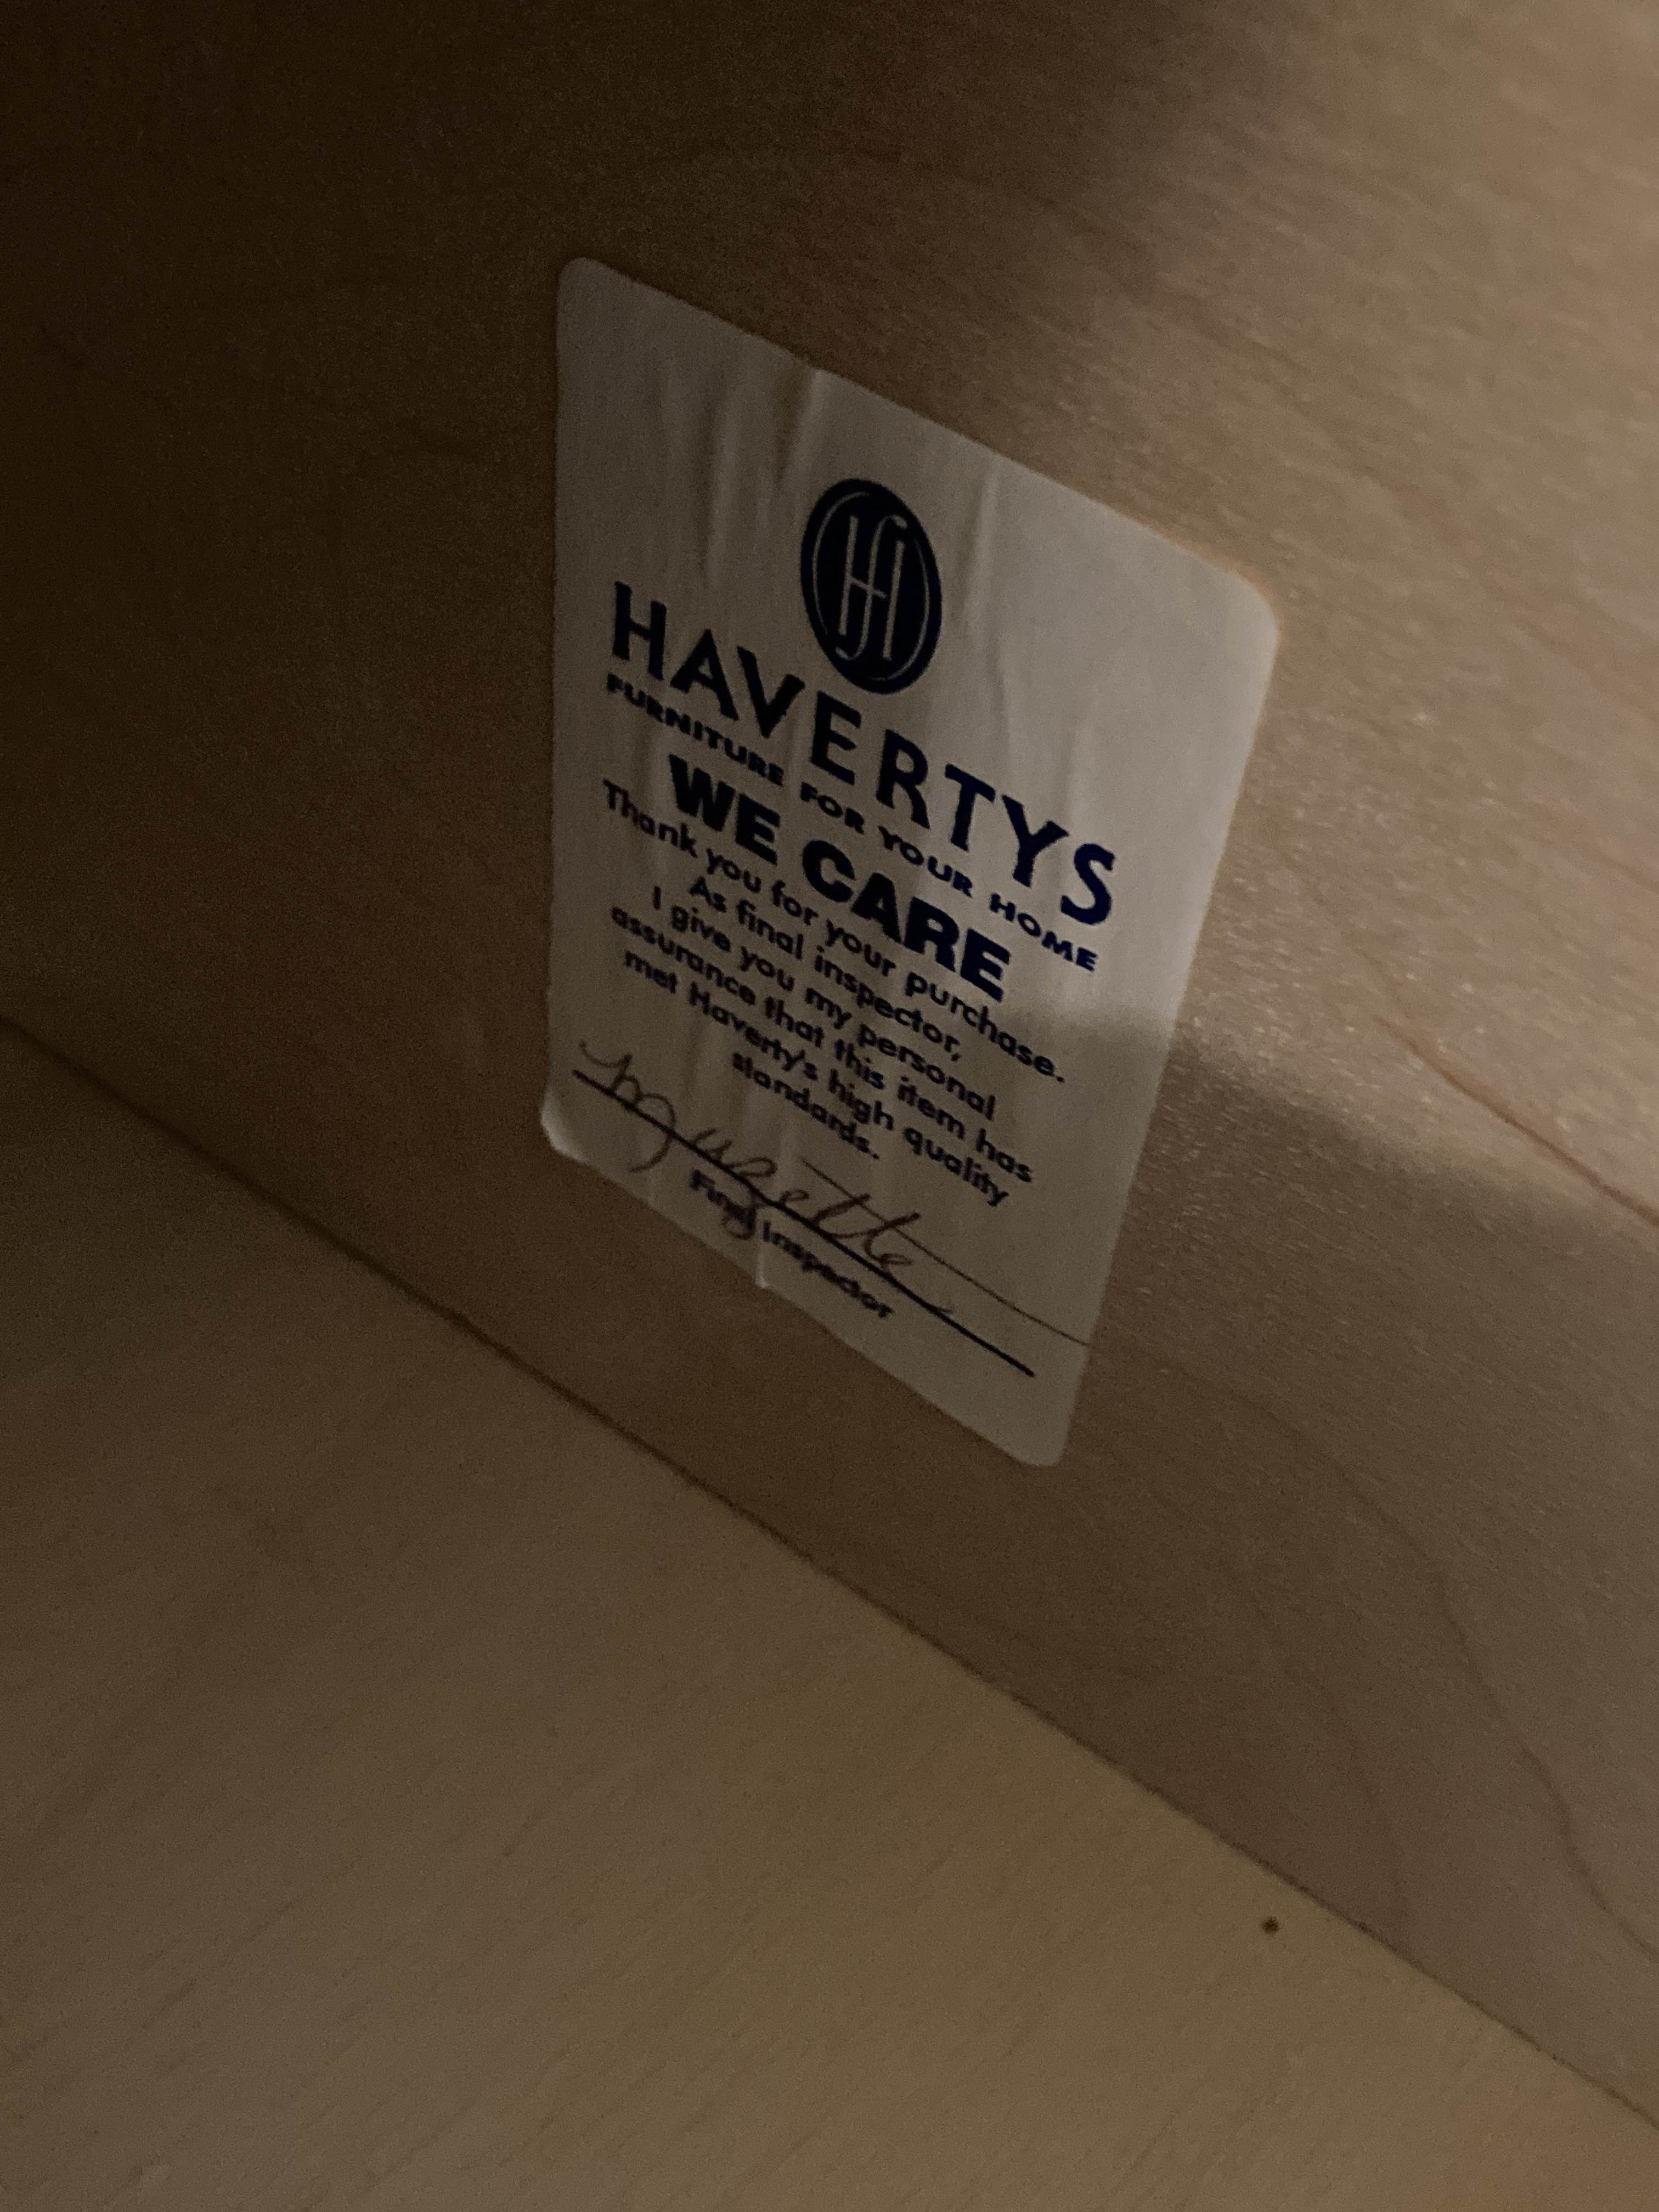 HAVERTYS
FURNITURE FOR YOUR HOME
WE CARE
Thank you for your purchase.
As final inspector,
I give you my personal
assurance that this item has
met Haverty's high quality
standards.
Muzette
Final Inspector